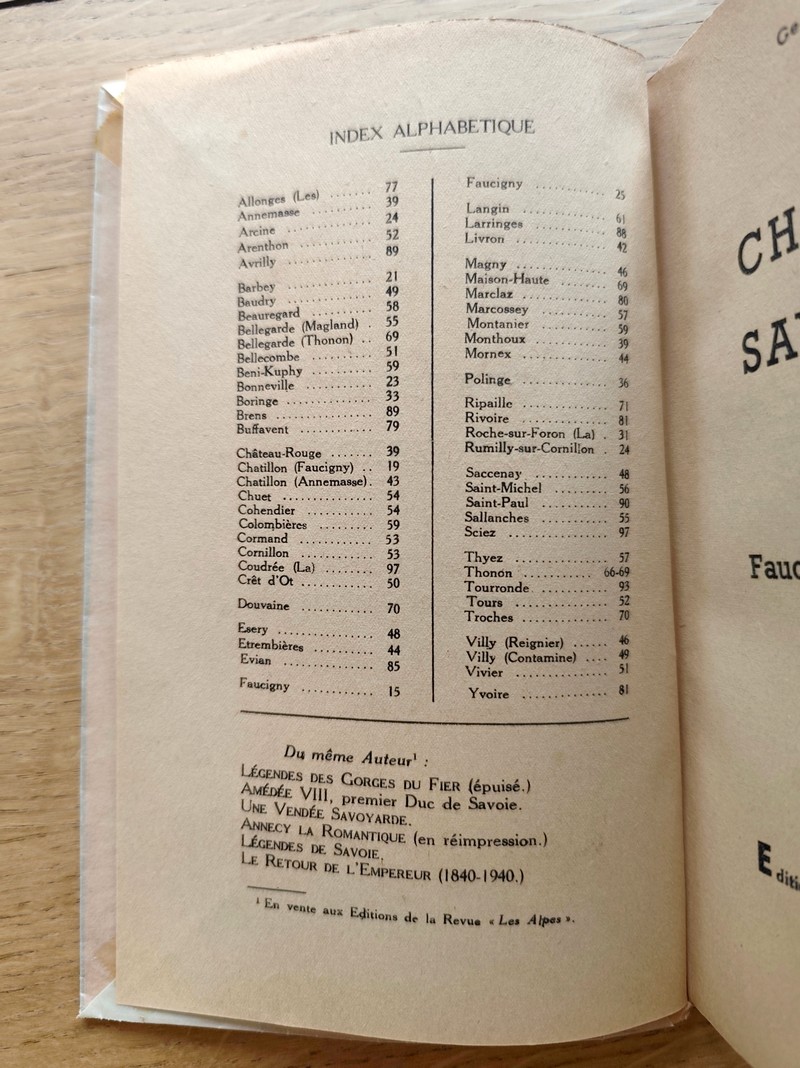 INDEX ALPHABETIQUE
Allonges (Les) ....... 77
Annemasse ........... 39
Arcine .............. 24
Arenthon ............ 52
Avrilly .............. 89
Barbey .............. 21
Baudry .............. 49
Beauregard .......... 58
Bellegarde (Magland) . 55
Bellegarde (Thonon) .. 69
Bellecombe .......... 51
Beni-Kuphy .......... 59
Bonneville ........... 23
Boringe ............. 33
Brens ............... 89
Buffavent ............ 79
Château-Rouge ....... 39
Chatillon (Faucigny) .. 19
Chatillon (Annemasse) . 43
Chuet ............... 54
Cohendier ........... 54
Colombières ......... 59
Cormand ............ 53
Cornillon ............ 53
Coudrée (La) ........ 97
Crêt d'Ot ............ 50
Douvaine ............ 70
Esery ............... 48
Etrembières .......... 44
Evian ............... 85
Faucigny ............ 15
Faucigny ............ 25
Langin .............. 61
Larringes ............ 88
Livron .............. 42
Magny .............. 46
Maison-Haute ........ 69
Marclaz ............. 80
Marcossey ........... 57
Montanier ........... 59
Monthoux ........... 39
Mornex ............. 44
Polinge ............. 36
Ripaille ............. 71
Rivoire .............. 81
Roche-sur-Foron (La) . 31
Rumilly-sur-Cornillon . 24
Saccenay ............ 48
Saint-Michel ......... 56
Saint-Paul ........... 90
Sallanches ........... 55
Sciez ............... 97
Thyez ............... 57
Thonon .......... 66-69
Tourronde ........... 93
Tours ............... 52
Troches ............. 70
Villy (Reignier) ...... 46
Villy (Contamine) .... 49
Vivier .............. 51
Yvoire .............. 81
Du même Auteur¹ :
LÉGENDES DES GORGES DU FIER (épuisé.)
AMÉDÉE VIII, premier Duc de Savoie.
UNE VENDÉE SAVOYARDE.
ANNECY LA ROMANTIQUE (en réimpression.)
LÉGENDES DE SAVOIE.
LE RETOUR DE L'EMPEREUR (1840-1940.)
¹ En vente aux Editions de la Revue « Les Alpes ».
Ge
CH
SA
Fauc
Editi